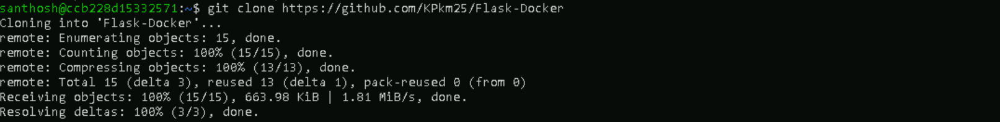 santhosh@ccb228d15332571:~$ git clone https://github.com/KPkm25/Flask-Docker
Cloning into 'Flask-Docker'...
remote: Enumerating objects: 15, done.
remote: Counting objects: 100% (15/15), done.
remote: Compressing objects: 100% (13/13), done.
remote: Total 15 (delta 3), reused 13 (delta 1), pack-reused 0 (from 0)
Receiving objects: 100% (15/15), 663.98 KiB | 1.81 MiB/s, done.
Resolving deltas: 100% (3/3), done.